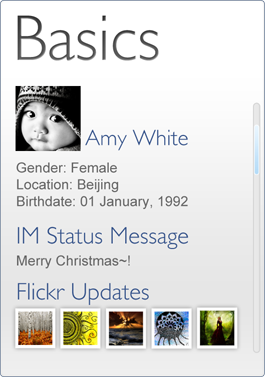 Basics
Amy White
Gender: Female
Location: Beijing
Birthdate: 01 January, 1992
IM Status Message
Merry Christmas~!
Flickr Updates